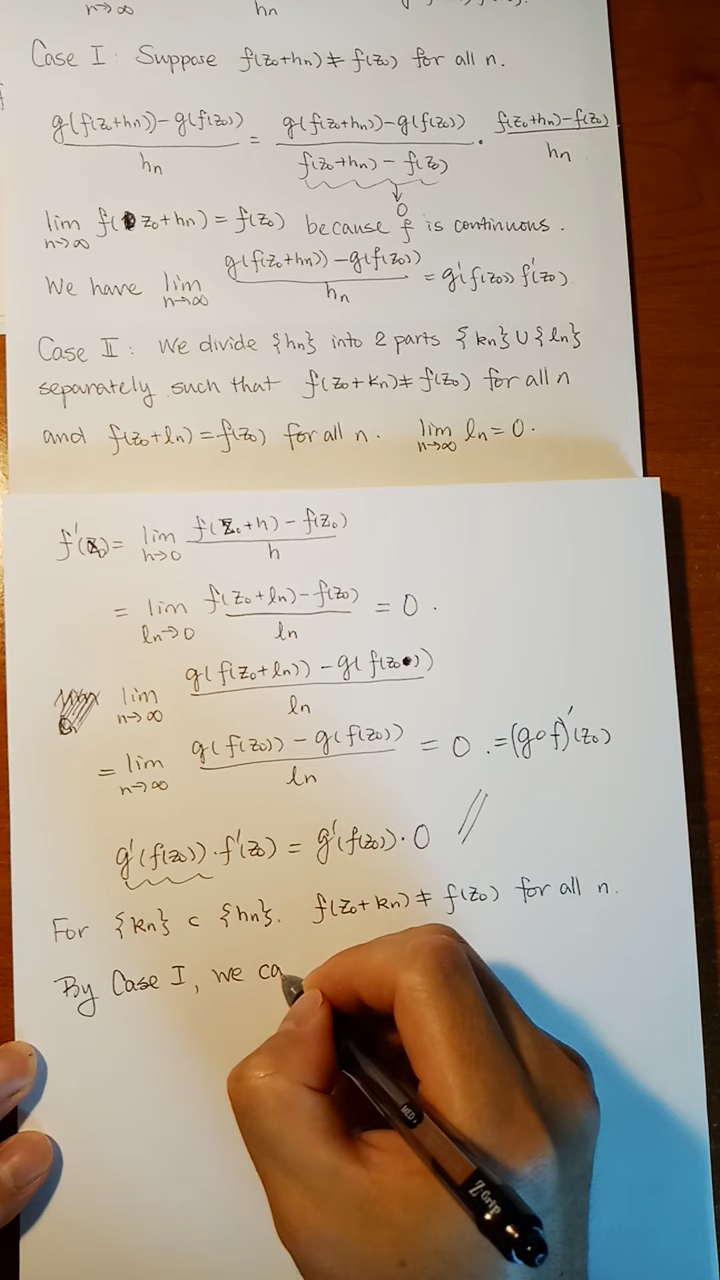 n→∞ hn
Case I: Suppose f(z₀+hn) ≠ f(z₀) for all n.
g(f(z₀+hn))-g(f(z₀)) / hn = g(f(z₀+hn))-g(f(z₀)) / f(z₀+hn) - f(z₀) · f(z₀+hn)-f(z₀) / hn
↓
0
lim n→∞ f(z₀+hn) = f(z₀) because f is continuous.
We have lim n→∞ g(f(z₀+hn))-g(f(z₀)) / hn = g'(f(z₀)) f'(z₀)
Case II: We divide {hn} into 2 parts {kn} ∪ {ln}
separately such that f(z₀+kn) ≠ f(z₀) for all n
and f(z₀+ln) = f(z₀) for all n. lim n→∞ ln = 0.
f'(z₀) = lim h→0 f(z₀+h) - f(z₀) / h
= lim ln→0 f(z₀+ln) - f(z₀) / ln = 0.
lim n→∞ g(f(z₀+ln)) - g(f(z₀)) / ln
= lim n→∞ g(f(z₀)) - g(f(z₀)) / ln = 0. = (g∘f)'(z₀)
g'(f(z₀))·f'(z₀) = g'(f(z₀))·0 //
For {kn} ⊂ {hn}. f(z₀+kn) ≠ f(z₀) for all n.
By Case I, we ca
MED
Z-Grip